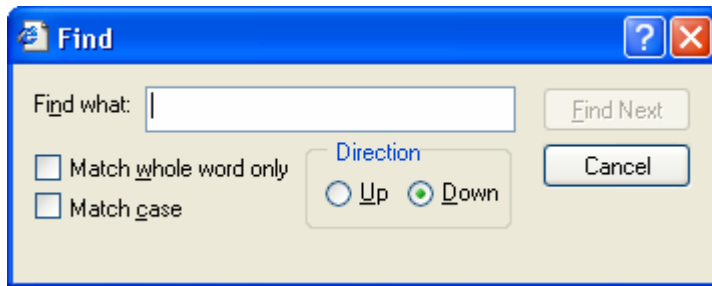 Find
Find what:
Find Next
Match whole word only
Direction
Cancel
Up
Down
Match case